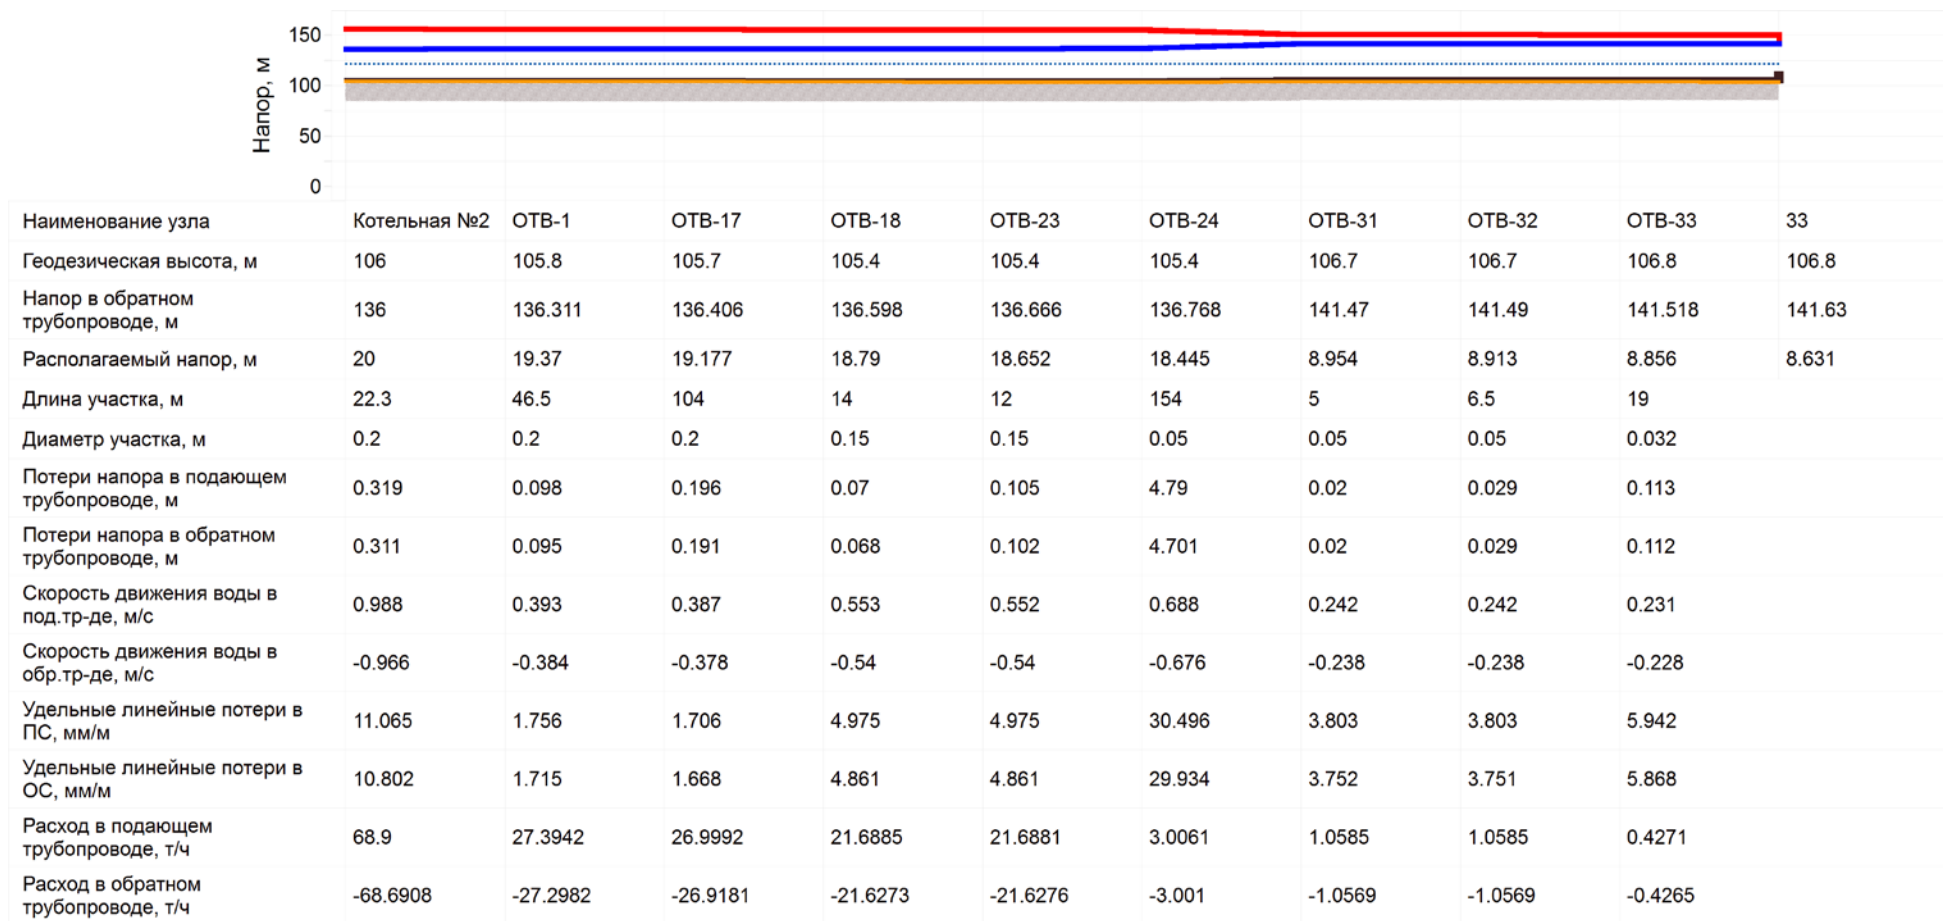 150
100
50
0
Напор, м
Наименование узла Котельная №2 ОТВ-1 ОТВ-17 ОТВ-18 ОТВ-23 ОТВ-24 ОТВ-31 ОТВ-32 ОТВ-33 33
Геодезическая высота, м 106 105.8 105.7 105.4 105.4 105.4 106.7 106.7 106.8 106.8
Напор в обратном
трубопроводе, м 136 136.311 136.406 136.598 136.666 136.768 141.47 141.49 141.518 141.63
Располагаемый напор, м 20 19.37 19.177 18.79 18.652 18.445 8.954 8.913 8.856 8.631
Длина участка, м 22.3 46.5 104 14 12 154 5 6.5 19
Диаметр участка, м 0.2 0.2 0.2 0.15 0.15 0.05 0.05 0.05 0.032
Потери напора в подающем
трубопроводе, м 0.319 0.098 0.196 0.07 0.105 4.79 0.02 0.029 0.113
Потери напора в обратном
трубопроводе, м 0.311 0.095 0.191 0.068 0.102 4.701 0.02 0.029 0.112
Скорость движения воды в
под.тр-де, м/с 0.988 0.393 0.387 0.553 0.552 0.688 0.242 0.242 0.231
Скорость движения воды в
обр.тр-де, м/с -0.966 -0.384 -0.378 -0.54 -0.54 -0.676 -0.238 -0.238 -0.228
Удельные линейные потери в
ПС, мм/м 11.065 1.756 1.706 4.975 4.975 30.496 3.803 3.803 5.942
Удельные линейные потери в
ОС, мм/м 10.802 1.715 1.668 4.861 4.861 29.934 3.752 3.751 5.868
Расход в подающем
трубопроводе, т/ч 68.9 27.3942 26.9992 21.6885 21.6881 3.0061 1.0585 1.0585 0.4271
Расход в обратном
трубопроводе, т/ч -68.6908 -27.2982 -26.9181 -21.6273 -21.6276 -3.001 -1.0569 -1.0569 -0.4265